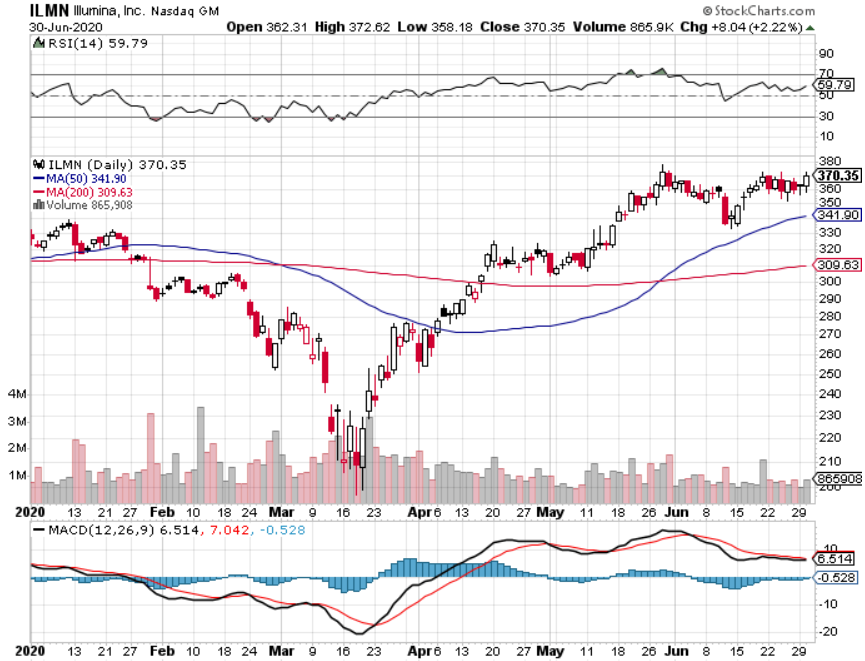 ILMN Illumina, Inc. Nasdaq GM © StockCharts.com
30-Jun-2020 Open 362.31 High 372.62 Low 358.18 Close 370.35 Volume 865.9K Chg +8.04 (+2.22%)
RSI(14) 59.79
90
70
59.79
50
30
10
ILMN (Daily) 370.35
MA(50) 341.90
MA(200) 309.63
Volume 865,908
380
370.35
360
350
341.90
330
320
309.63
300
290
280
270
260
250
240
230
220
210
865908
200
4M
3M
2M
1M
2020 13 21 27 Feb 10 18 24 Mar 9 16 23 Apr 6 13 20 27 May 11 18 26 Jun 8 15 22 29
MACD(12,26,9) 6.514, 7.042, -0.528
10
6.514
-0.528
-10
-20
2020 13 21 27 Feb 10 18 24 Mar 9 16 23 Apr 6 13 20 27 May 11 18 26 Jun 8 15 22 29